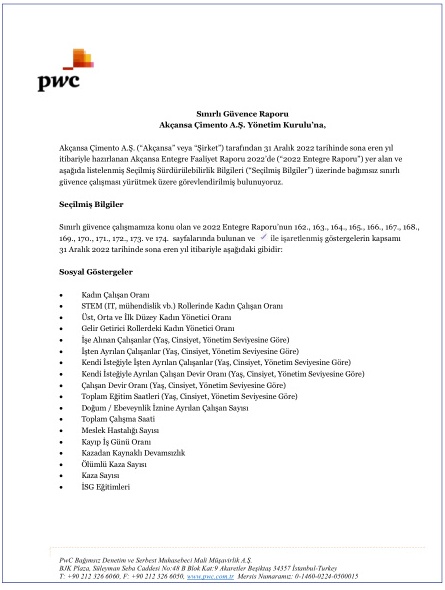 pwc
Sınırlı Güvence Raporu
Akçansa Çimento A.Ş. Yönetim Kurulu’na,
Akçansa Çimento A.Ş. (“Akçansa” veya “Şirket”) tarafından 31 Aralık 2022 tarihinde sona eren yıl
itibariyle hazırlanan Akçansa Entegre Faaliyet Raporu 2022’de (“2022 Entegre Raporu”) yer alan ve
aşağıda listelenmiş Seçilmiş Sürdürülebilirlik Bilgileri (“Seçilmiş Bilgiler”) üzerinde bağımsız sınırlı
güvence çalışması yürütmek üzere görevlendirilmiş bulunuyoruz.
Seçilmiş Bilgiler
Sınırlı güvence çalışmamıza konu olan ve 2022 Entegre Raporu’nun 162., 163., 164., 165., 166., 167., 168.,
169., 170., 171., 172., 173. ve 174. sayfalarında bulunan ve ✓ ile işaretlenmiş göstergelerin kapsamı
31 Aralık 2022 tarihinde sona eren yıl itibariyle aşağıdaki gibidir:
Sosyal Göstergeler
• Kadın Çalışan Oranı
• STEM (IT, mühendislik vb.) Rollerinde Kadın Çalışan Oranı
• Üst, Orta ve İlk Düzey Kadın Yönetici Oranı
• Gelir Getirici Rollerdeki Kadın Yönetici Oranı
• İşe Alınan Çalışanlar (Yaş, Cinsiyet, Yönetim Seviyesine Göre)
• İşten Ayrılan Çalışanlar (Yaş, Cinsiyet, Yönetim Seviyesine Göre)
• Kendi İsteğiyle İşten Ayrılan Çalışanlar (Yaş, Cinsiyet, Yönetim Seviyesine Göre)
• Kendi İsteğiyle Ayrılan Çalışan Devir Oranı (Yaş, Cinsiyet, Yönetim Seviyesine Göre)
• Çalışan Devir Oranı (Yaş, Cinsiyet, Yönetim Seviyesine Göre)
• Toplam Eğitim Saatleri (Yaş, Cinsiyet, Yönetim Seviyesine Göre)
• Doğum / Ebeveynlik İznine Ayrılan Çalışan Sayısı
• Toplam Çalışma Saati
• Meslek Hastalığı Sayısı
• Kayıp İş Günü Oranı
• Kazadan Kaynaklı Devamsızlık
• Ölümlü Kaza Sayısı
• Kaza Sayısı
• İSG Eğitimleri
PwC Bağımsız Denetim ve Serbest Muhasebeci Mali Müşavirlik A.Ş.
BJK Plaza, Süleyman Seba Caddesi No:48 B Blok Kat:9 Akaretler Beşiktaş 34357 İstanbul-Turkey
T: +90 212 326 6060, F: +90 212 326 6050, www.pwc.com.tr Mersis Numaramız: 0-1460-0224-0500015